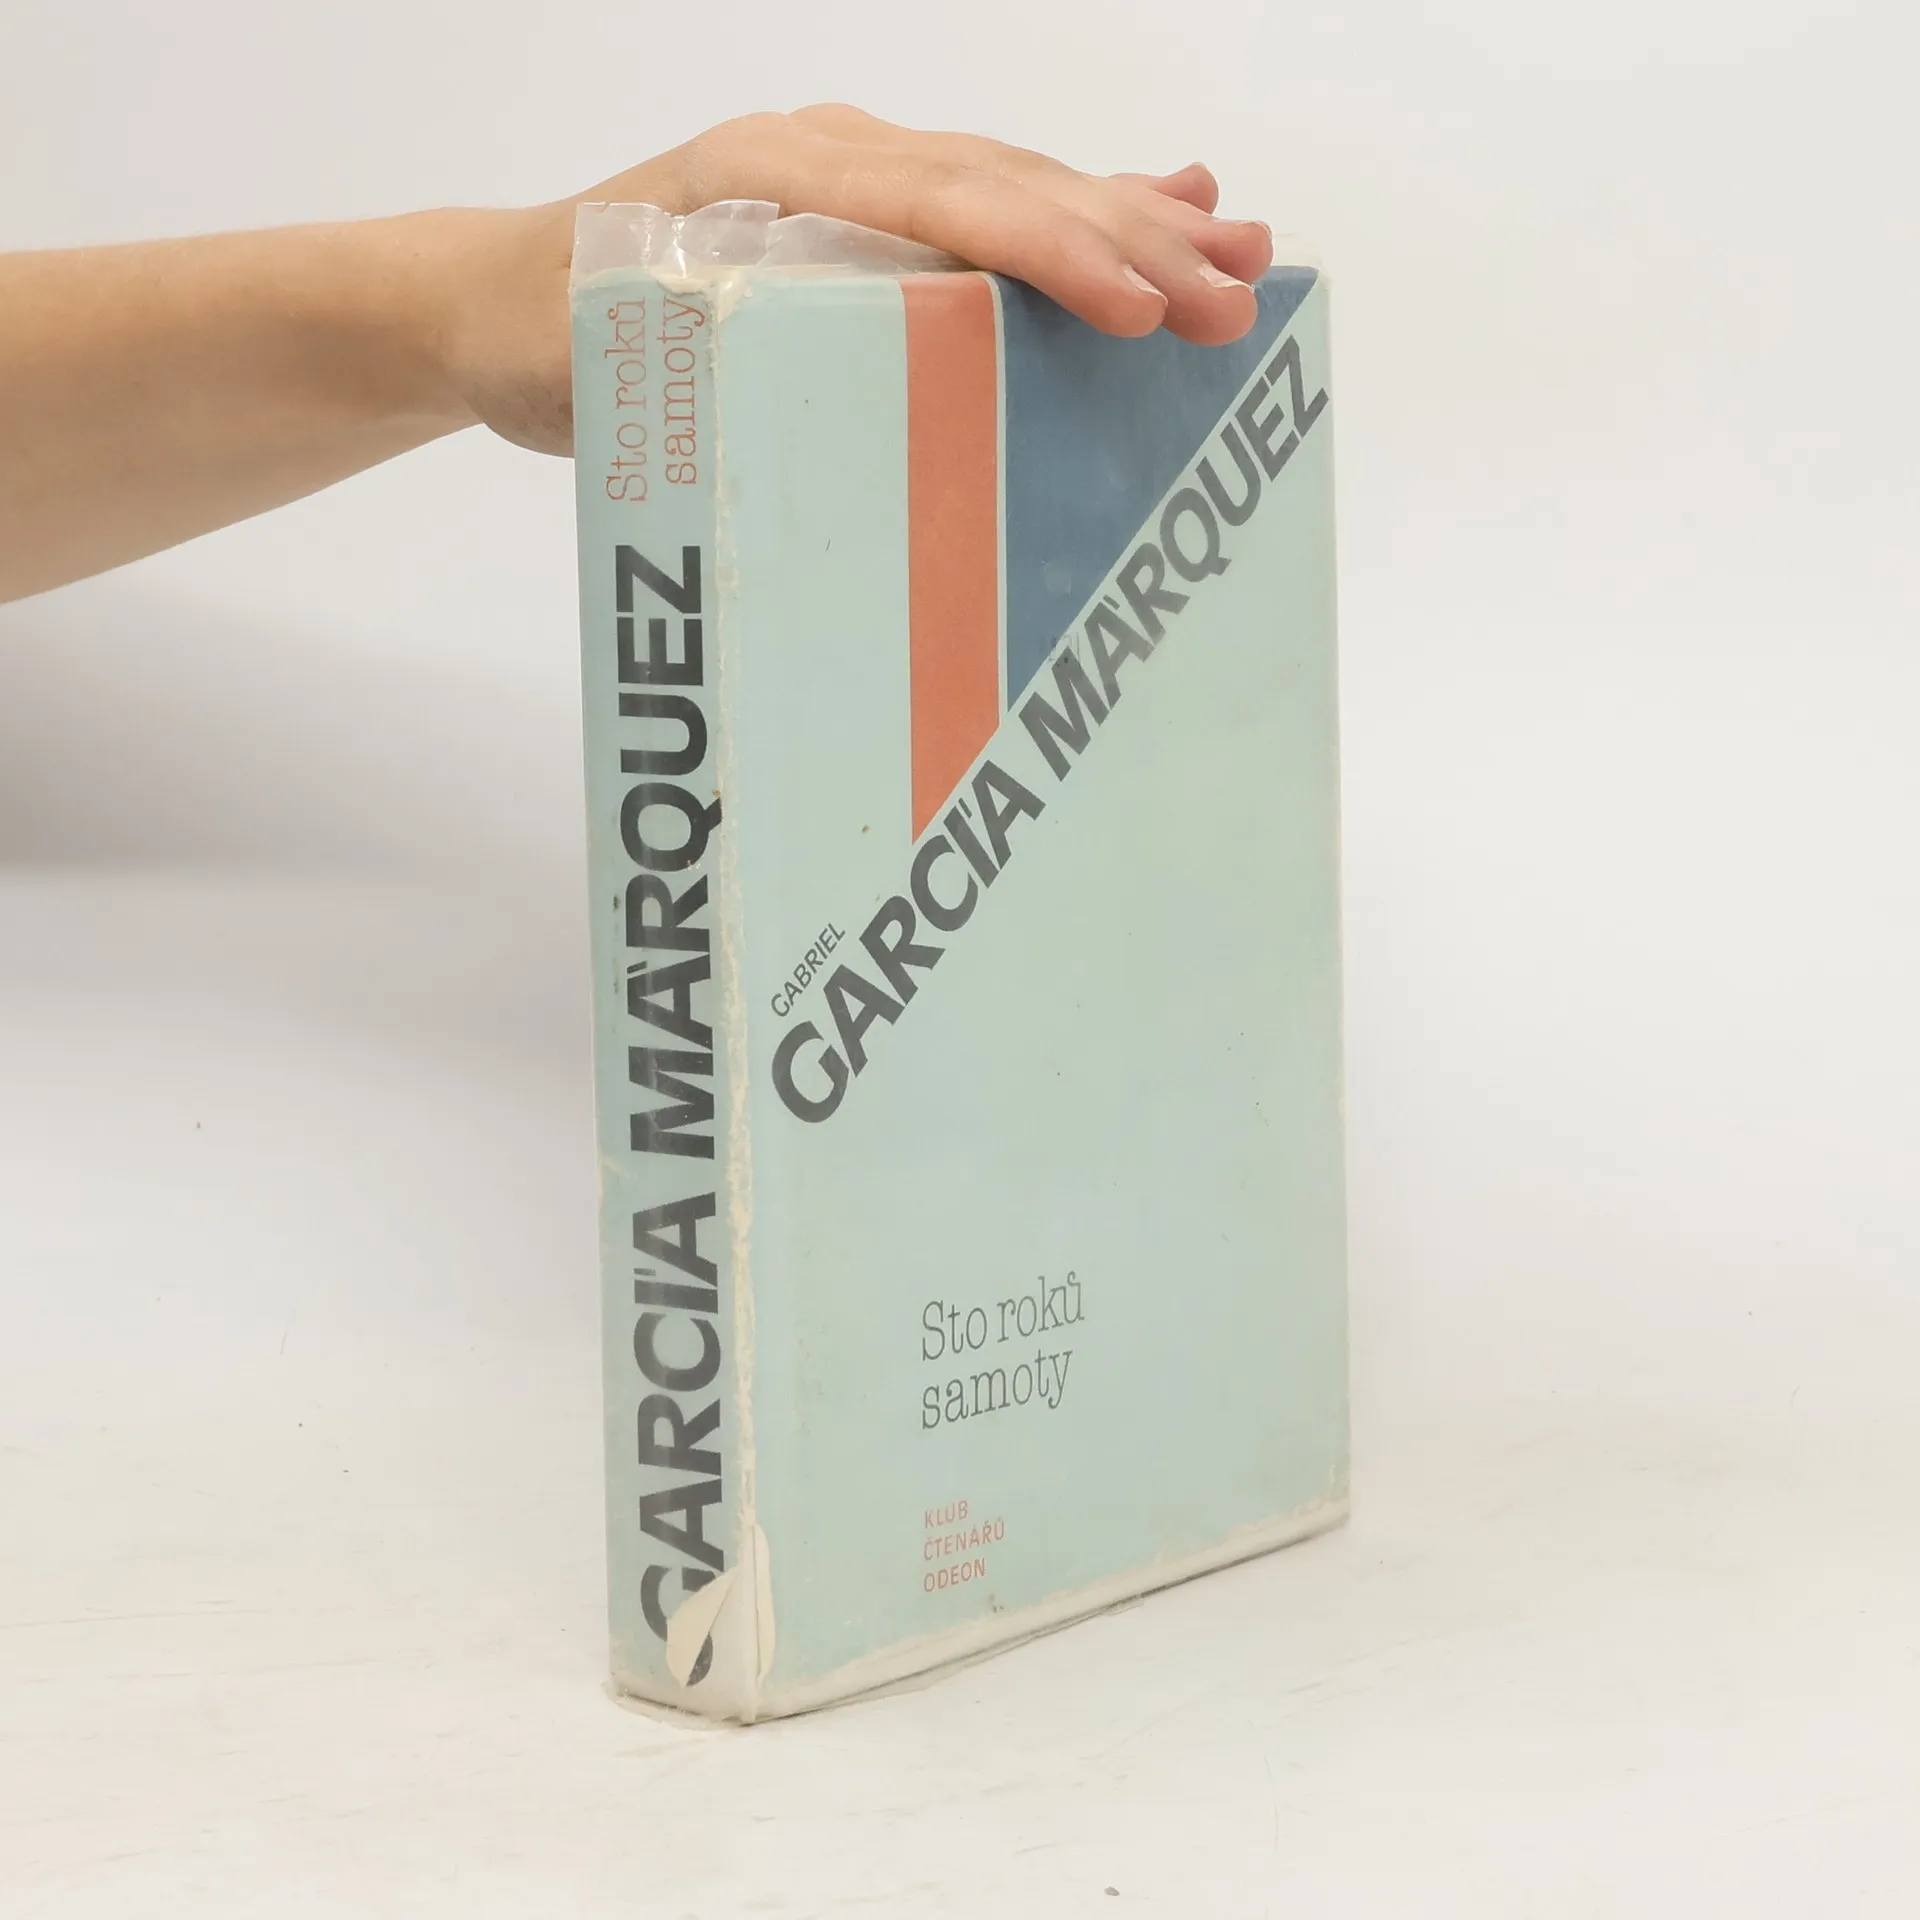 Sto roků
samoty
GARCÍA MÁRQUEZ
GABRIEL
GARCÍA MÁRQUEZ
Sto roků
samoty
KLUB
ČTENÁŘŮ
ODEON